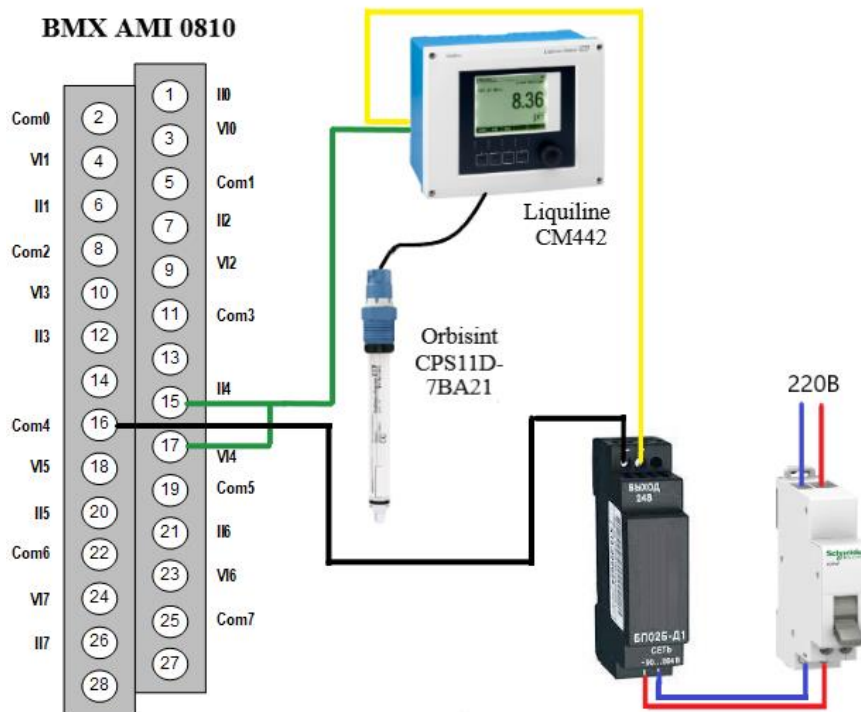 BMX AMI 0810
1
II0
Com0
2
3
VI0
VI1
4
5
Com1
II1
6
7
II2
Com2
8
9
VI2
VI3
10
11
Com3
II3
12
13
14
15
II4
Com4
16
17
VI4
VI5
18
19
Com5
II5
20
21
II6
Com6
22
23
VI6
VI7
24
25
Com7
II7
26
27
28
8.36
pH
Liquiline
CM442
Orbisint
CPS11D-
7BA21
ВЫХОД
24В
БП02Б-Д1
СЕТЬ
220В
Schneider